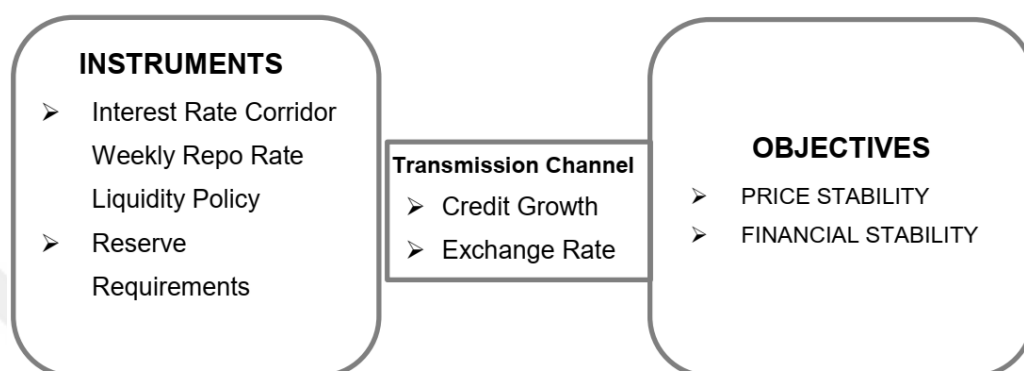 INSTRUMENTS
➢ Interest Rate Corridor
Weekly Repo Rate
Liquidity Policy
➢ Reserve
Requirements
Transmission Channel
➢ Credit Growth
➢ Exchange Rate
OBJECTIVES
➢ PRICE STABILITY
➢ FINANCIAL STABILITY